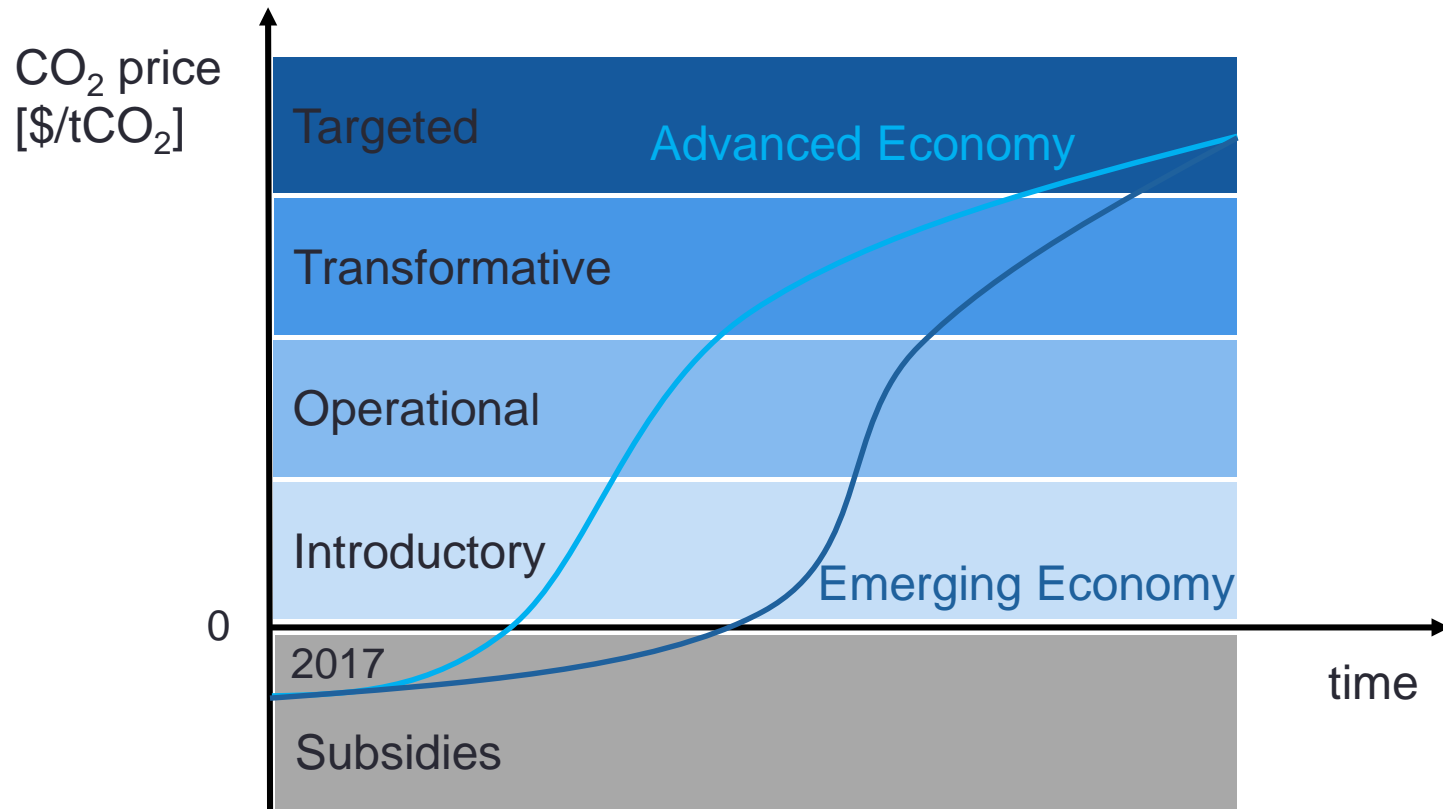 CO₂ price
[$/tCO₂]
Targeted
Advanced Economy
Transformative
Operational
Introductory
Emerging Economy
0
2017
time
Subsidies